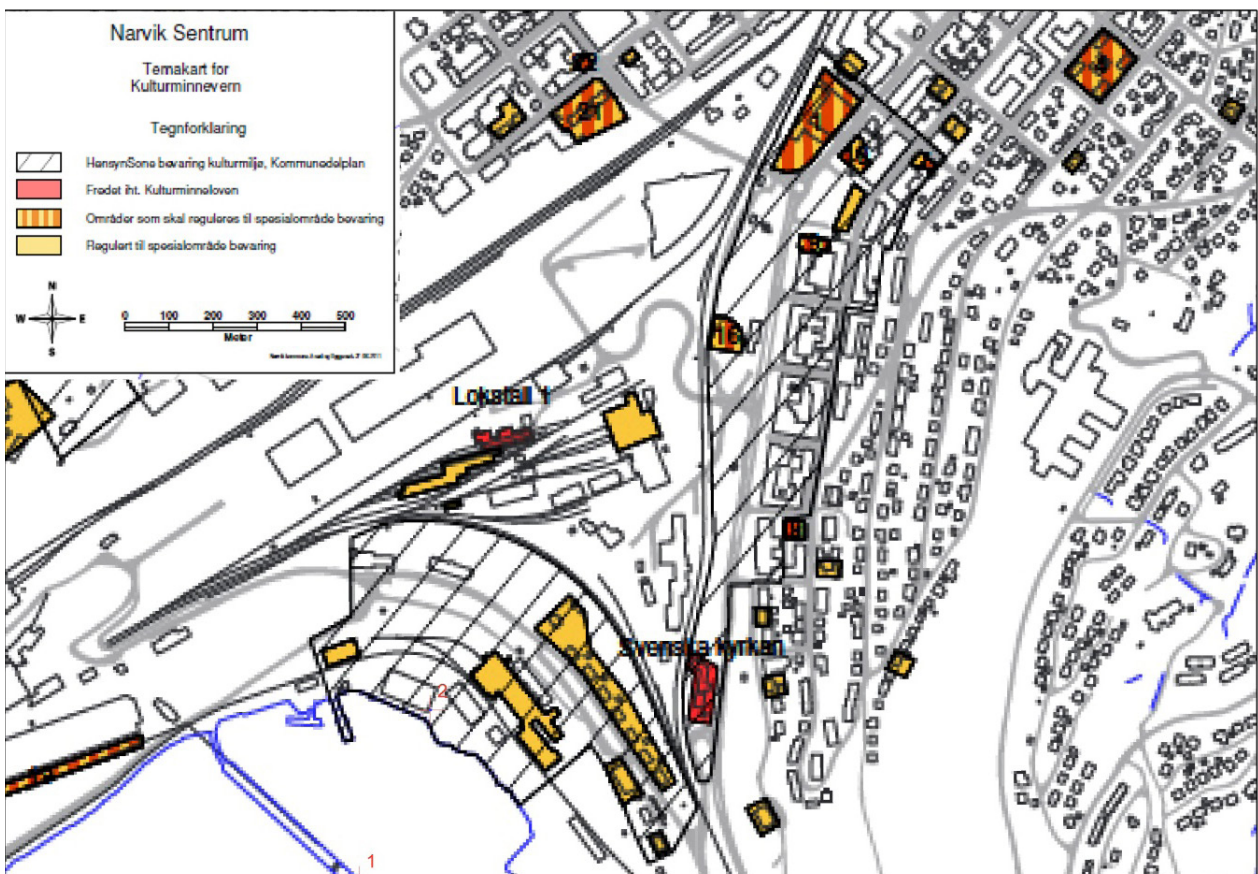 Narvik Sentrum
Temakart for
Kulturminnevern
Tegnforklaring
HensynSone bevaring kulturmiljø, Kommunedelplan
Fredet iht. Kulturminneloven
Områder som skal reguleres til spesialområde bevaring
Regulert til spesialområde bevaring
N
W E
S
0 100 200 300 400 500
Meter
Lokstall 1
16
Svenska kyrkan
2
1